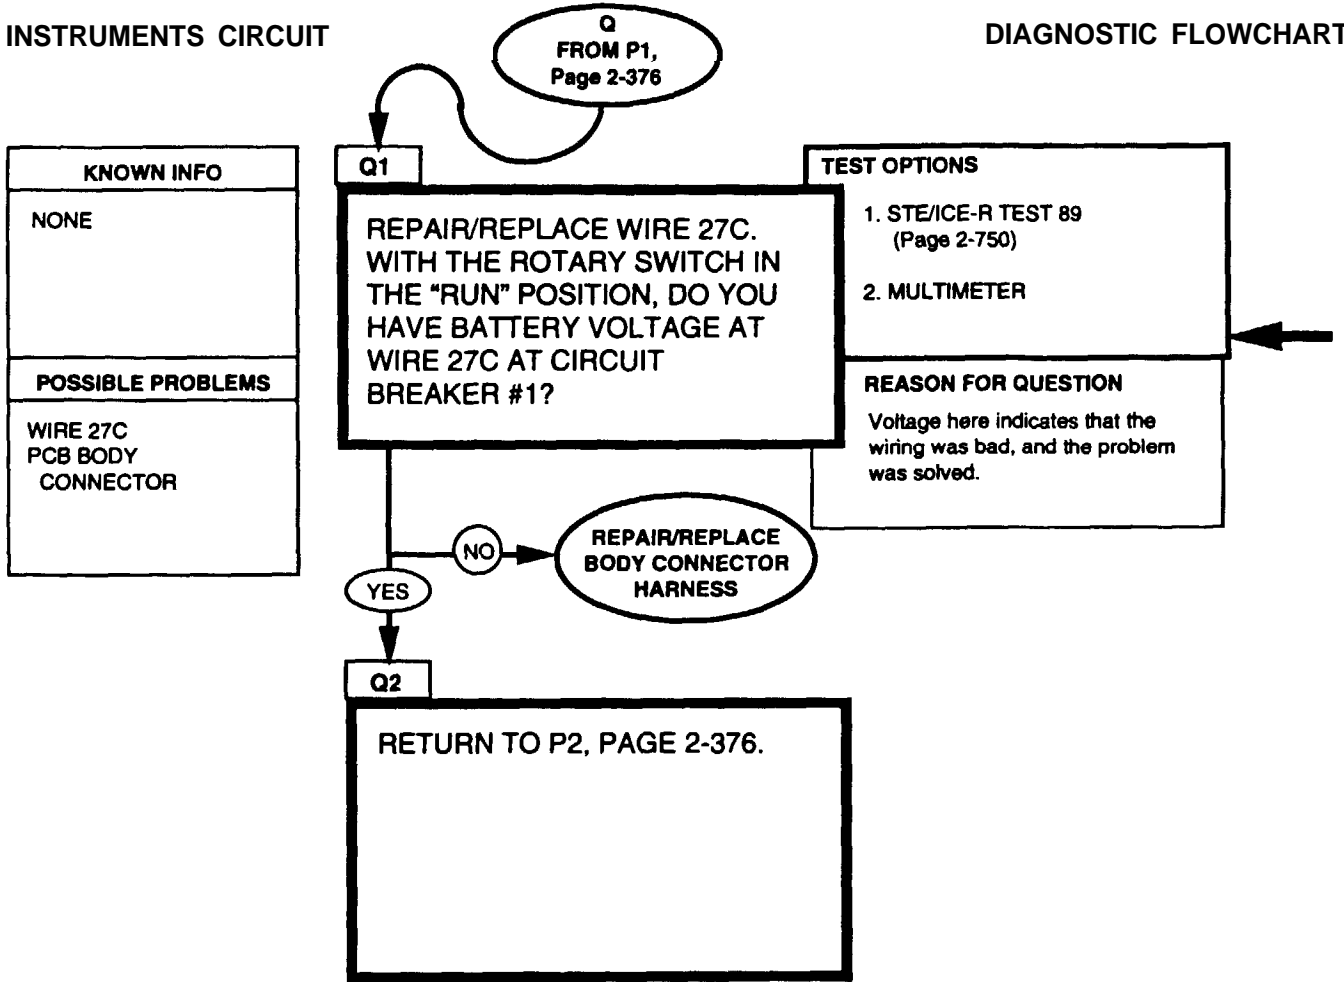 INSTRUMENTS CIRCUIT
DIAGNOSTIC FLOWCHART
Q
FROM P1,
Page 2-376
KNOWN INFO
NONE
POSSIBLE PROBLEMS
WIRE 27C
PCB BODY
CONNECTOR
Q1
REPAIR/REPLACE WIRE 27C.
WITH THE ROTARY SWITCH IN
THE "RUN" POSITION, DO YOU
HAVE BATTERY VOLTAGE AT
WIRE 27C AT CIRCUIT
BREAKER #1?
TEST OPTIONS
1. STE/ICE-R TEST 89
(Page 2-750)
2. MULTIMETER
REASON FOR QUESTION
Voltage here indicates that the
wiring was bad, and the problem
was solved.
NO
REPAIR/REPLACE
BODY CONNECTOR
HARNESS
YES
Q2
RETURN TO P2, PAGE 2-376.